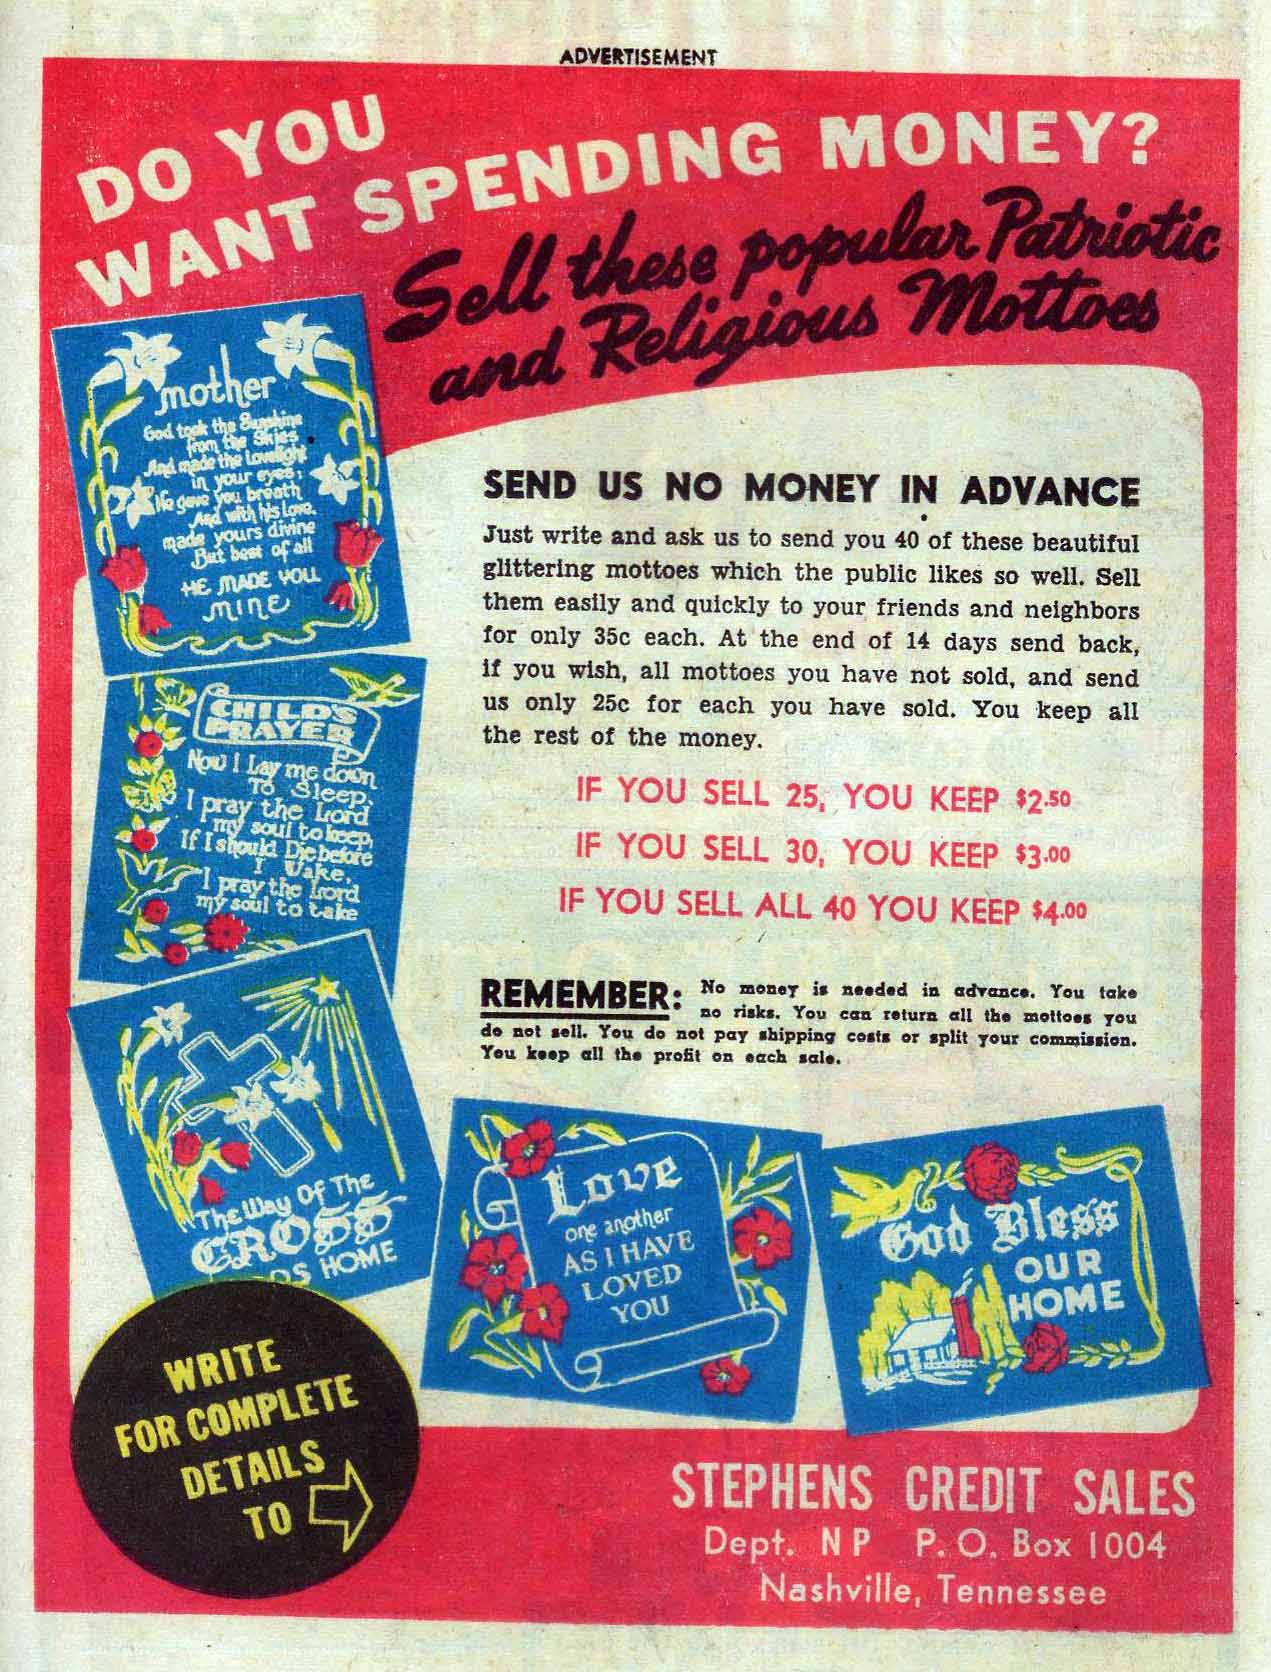 ADVERTISEMENT
DO YOU
WANT SPENDING MONEY?
Sell these popular Patriotic
and Religious Mottoes
mother
God took the Sunshine
from the Skies
And made the Lovelight
in your eyes;
He gave you breath
And with his Love,
made yours divine
But best of all
HE MADE YOU
MINE
CHILD'S
PRAYER
Now I Lay me down
To Sleep,
I pray the Lord
my soul to keep,
If I should Die before
I Wake,
I pray the Lord
my soul to take
The Way Of The
CROSS
DS HOME
SEND US NO MONEY IN ADVANCE
Just write and ask us to send you 40 of these beautiful
glittering mottoes which the public likes so well. Sell
them easily and quickly to your friends and neighbors
for only 35c each. At the end of 14 days send back,
if you wish, all mottoes you have not sold, and send
us only 25c for each you have sold. You keep all
the rest of the money.
IF YOU SELL 25, YOU KEEP $2.50
IF YOU SELL 30, YOU KEEP $3.00
IF YOU SELL ALL 40 YOU KEEP $4.00
REMEMBER: No money is needed in advance. You take
no risks. You can return all the mottoes you
do not sell. You do not pay shipping costs or split your commission.
You keep all the profit on each sale.
Love
one another
AS I HAVE
LOVED
YOU
God Bless
OUR
HOME
WRITE
FOR COMPLETE
DETAILS
TO
STEPHENS CREDIT SALES
Dept. NP P. O. Box 1004
Nashville, Tennessee